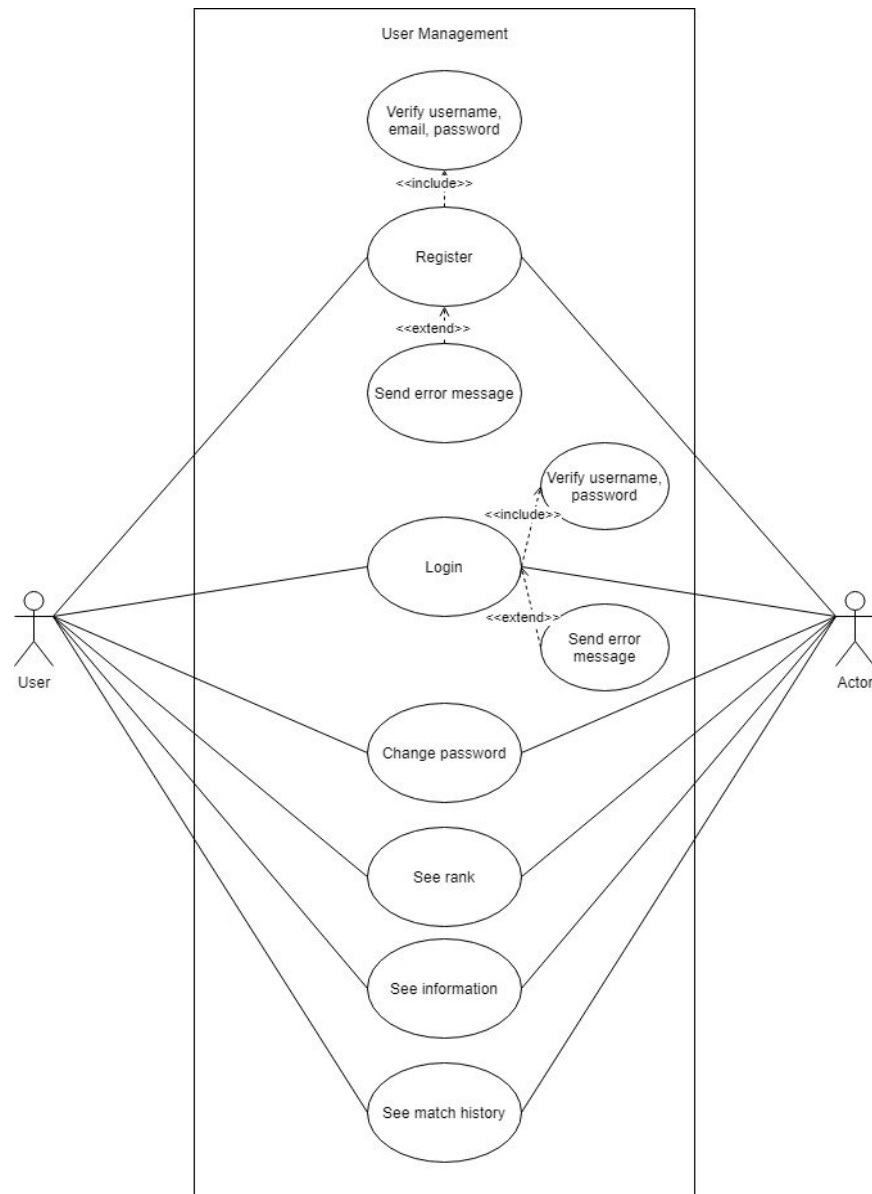 User Management
Verify username,
email, password
<<include>>
Register
<<extend>>
Send error message
Verify username,
password
<<include>>
Login
<<extend>>
Send error
message
User
Actor
Change password
See rank
See information
See match history